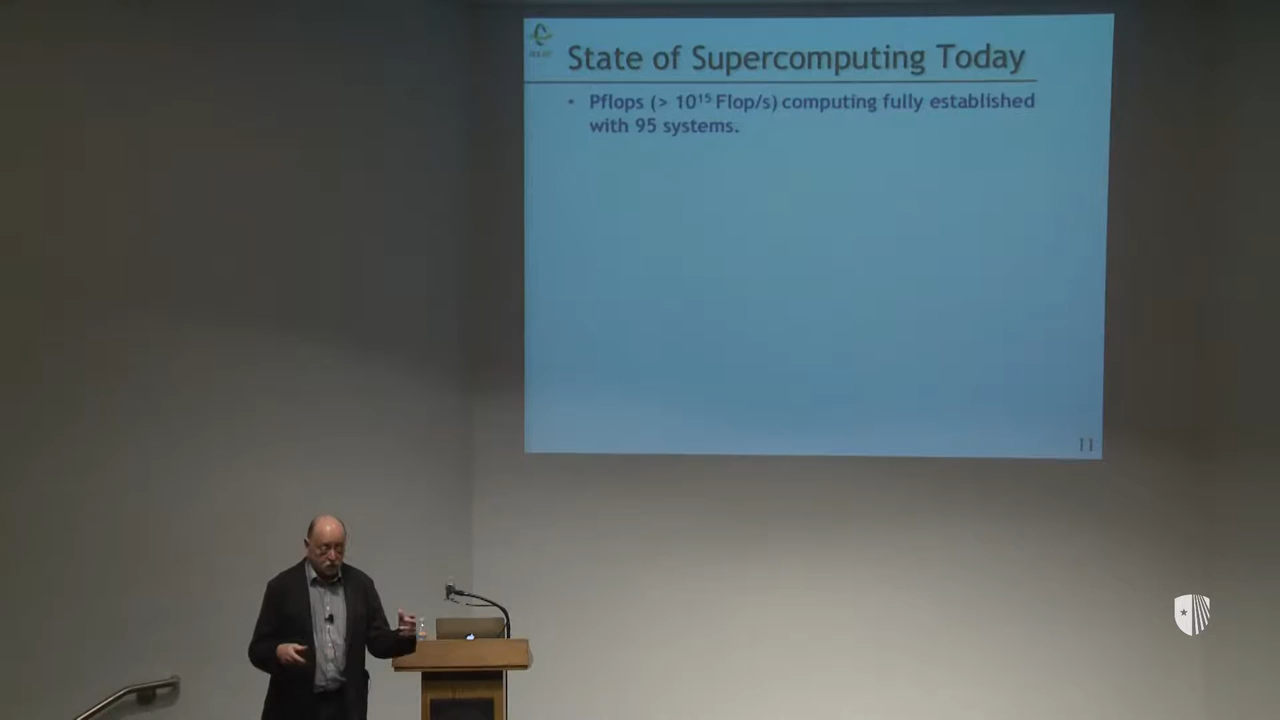 State of Supercomputing Today
• Pflops (> 10¹⁵ Flop/s) computing fully established
with 95 systems.
11